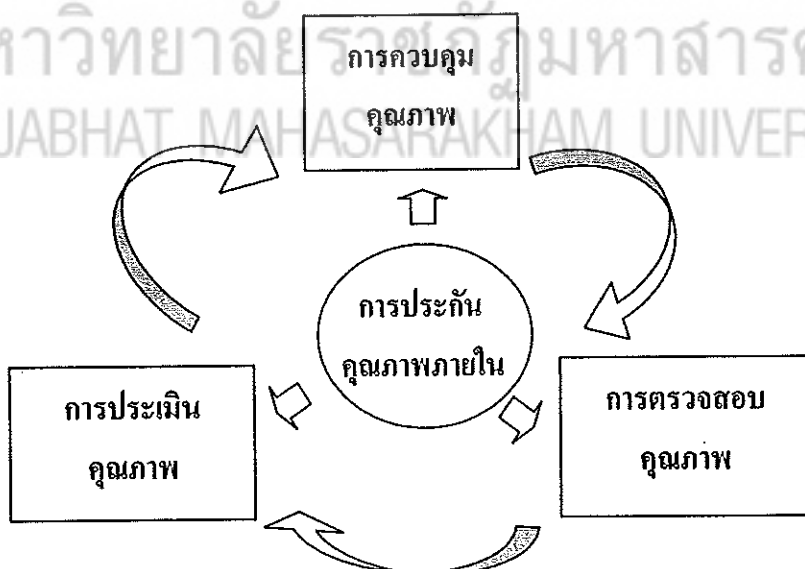 หาวิทยาลัยราชภัฏมหาสารค
JABHAT MAHASARAKHAM UNIVER
การควบคุม
คุณภาพ
การประกัน
คุณภาพภายใน
การประเมิน
คุณภาพ
การตรวจสอบ
คุณภาพ